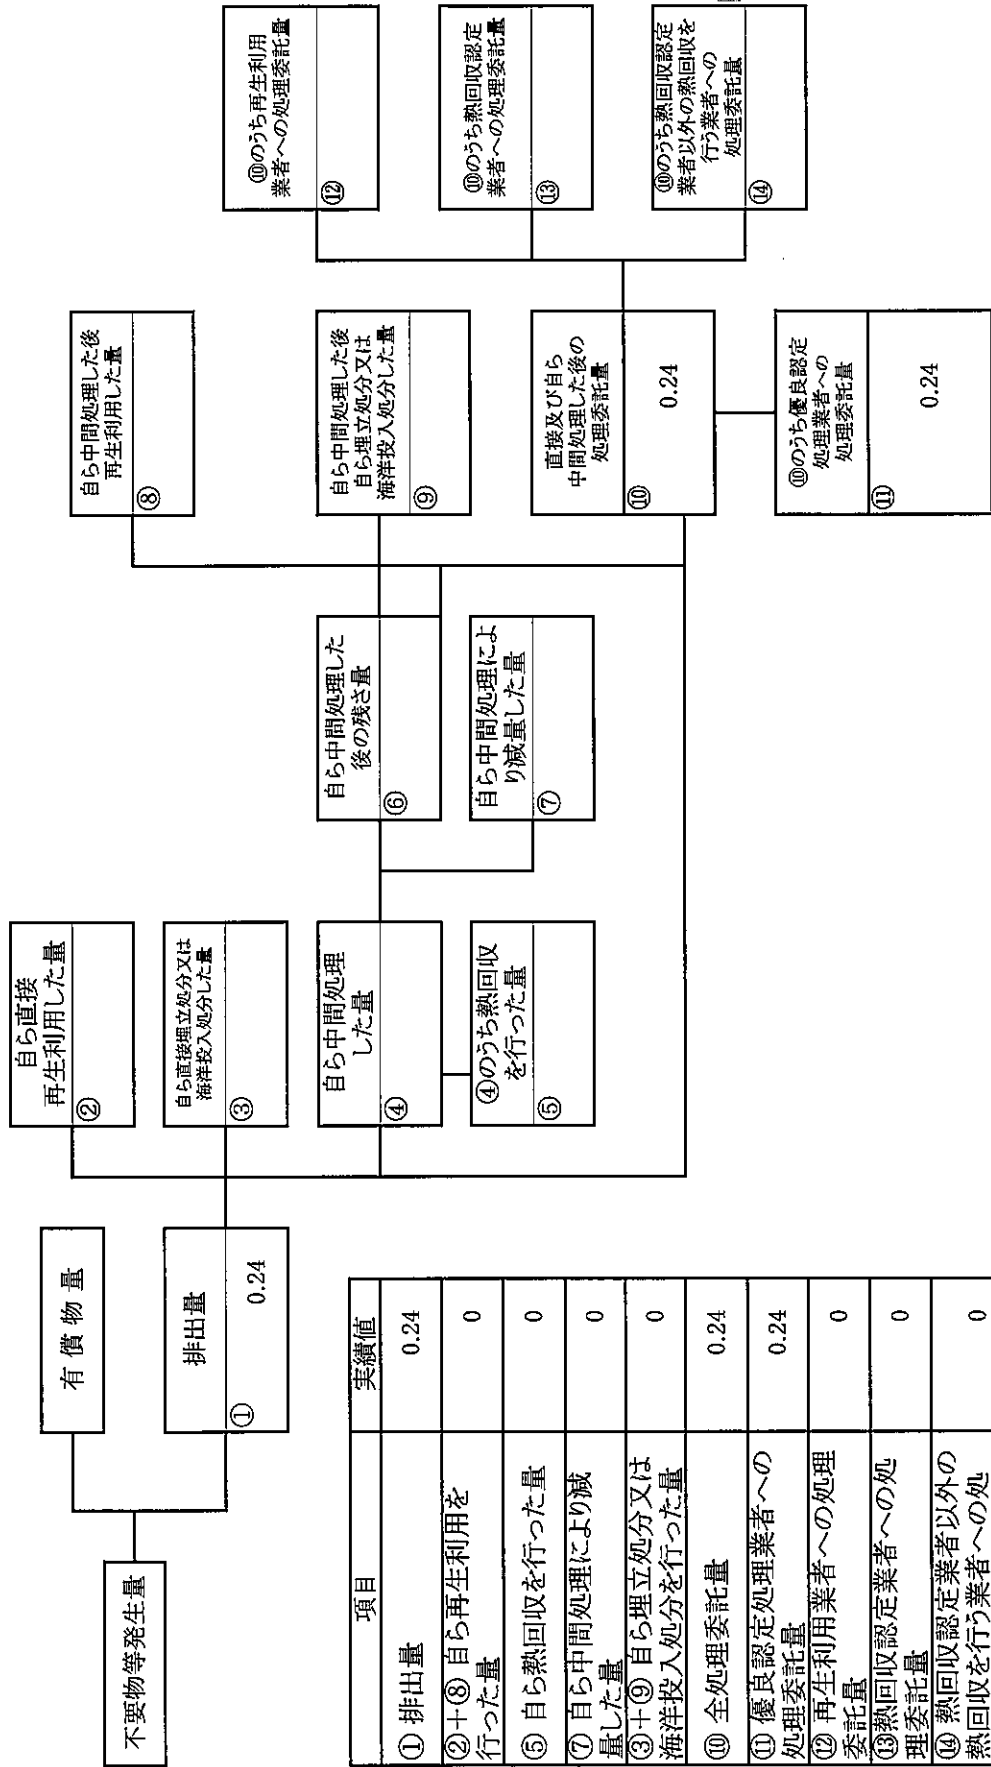 不要物等発生量
有償物量
排出量
①
0.24
自ら直接
再生利用した量
②
自ら直接埋立処分又は
海洋投入処分した量
③
自ら中間処理
した量
④
④のうち熱回収
を行った量
⑤
自ら中間処理した
後の残さ量
⑥
自ら中間処理によ
り減量した量
⑦
自ら中間処理した後
再生利用した量
⑧
自ら中間処理した後
自ら埋立処分又は
海洋投入処分した量
⑨
直接及び自ら
中間処理した後の
処理委託量
⑩
0.24
⑩のうち優良認定
処理業者への
処理委託量
⑪
0.24
⑩のうち再生利用
業者への処理委託量
⑫
⑩のうち熱回収認定
業者への処理委託量
⑬
⑩のうち熱回収認定
業者以外の熱回収を
行う業者への
処理委託量
⑭
項目 実績値
① 排出量 0.24
②+⑧ 自ら再生利用を
行った量 0
⑤ 自ら熱回収を行った量 0
⑦ 自ら中間処理により減
量した量 0
③+⑨ 自ら埋立処分又は
海洋投入処分を行った量 0
⑩ 全処理委託量 0.24
⑪ 優良認定処理業者への
処理委託量 0.24
⑫ 再生利用業者への処理
委託量 0
⑬熱回収認定業者への処
理委託量 0
⑭ 熱回収認定業者以外の
熱回収を行う業者への処 0